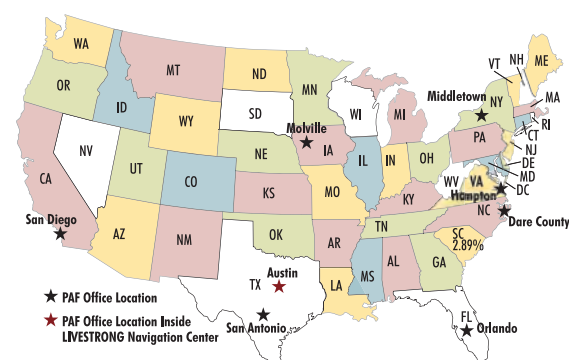 WA
OR
ID
MT
ND
MN
SD
WI
WY
NV
UT
CO
NE
IA
Molville
CA
San Diego
AZ
NM
KS
OK
MO
IL
IN
MI
OH
KY
TN
AR
LA
MS
AL
GA
SC
2.89%
NC
VA
Hampton
WV
PA
NY
Middletown
VT
NH
ME
MA
RI
CT
NJ
DE
MD
DC
Dare County
TX
Austin
San Antonio
FL
Orlando
PAF Office Location
PAF Office Location Inside
LIVESTRONG Navigation Center